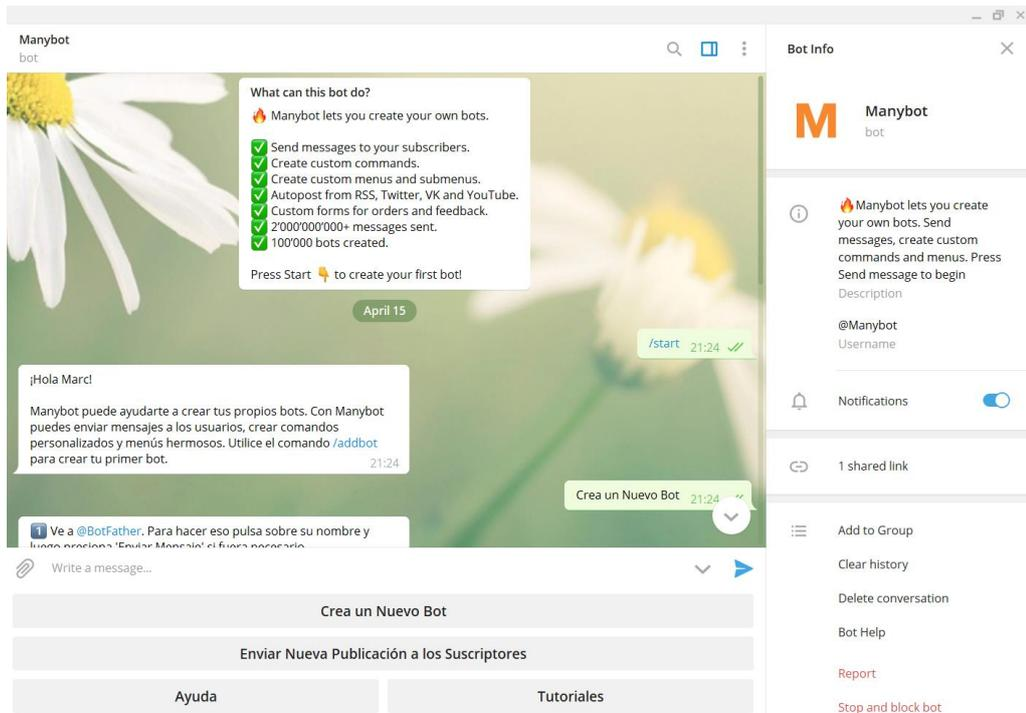 Manybot
bot
What can this bot do?
🔥 Manybot lets you create your own bots.
✅ Send messages to your subscribers.
✅ Create custom commands.
✅ Create custom menus and submenus.
✅ Autopost from RSS, Twitter, VK and YouTube.
✅ Custom forms for orders and feedback.
✅ 2'000'000'000+ messages sent.
✅ 100'000 bots created.
Press Start 👇 to create your first bot!
April 15
/start 21:24
¡Hola Marc!
Manybot puede ayudarte a crear tus propios bots. Con Manybot
puedes enviar mensajes a los usuarios, crear comandos
personalizados y menús hermosos. Utilice el comando /addbot
para crear tu primer bot.
21:24
Crea un Nuevo Bot 21:24
1️⃣ Ve a @BotFather. Para hacer eso pulsa sobre su nombre y
luego presiona 'Enviar Mensaje' si fuera necesario
Write a message...
Crea un Nuevo Bot
Enviar Nueva Publicación a los Suscriptores
Ayuda
Tutoriales
Bot Info
M
Manybot
bot
🔥Manybot lets you create
your own bots. Send
messages, create custom
commands and menus. Press
Send message to begin
Description
@Manybot
Username
Notifications
1 shared link
Add to Group
Clear history
Delete conversation
Bot Help
Report
Stop and block bot